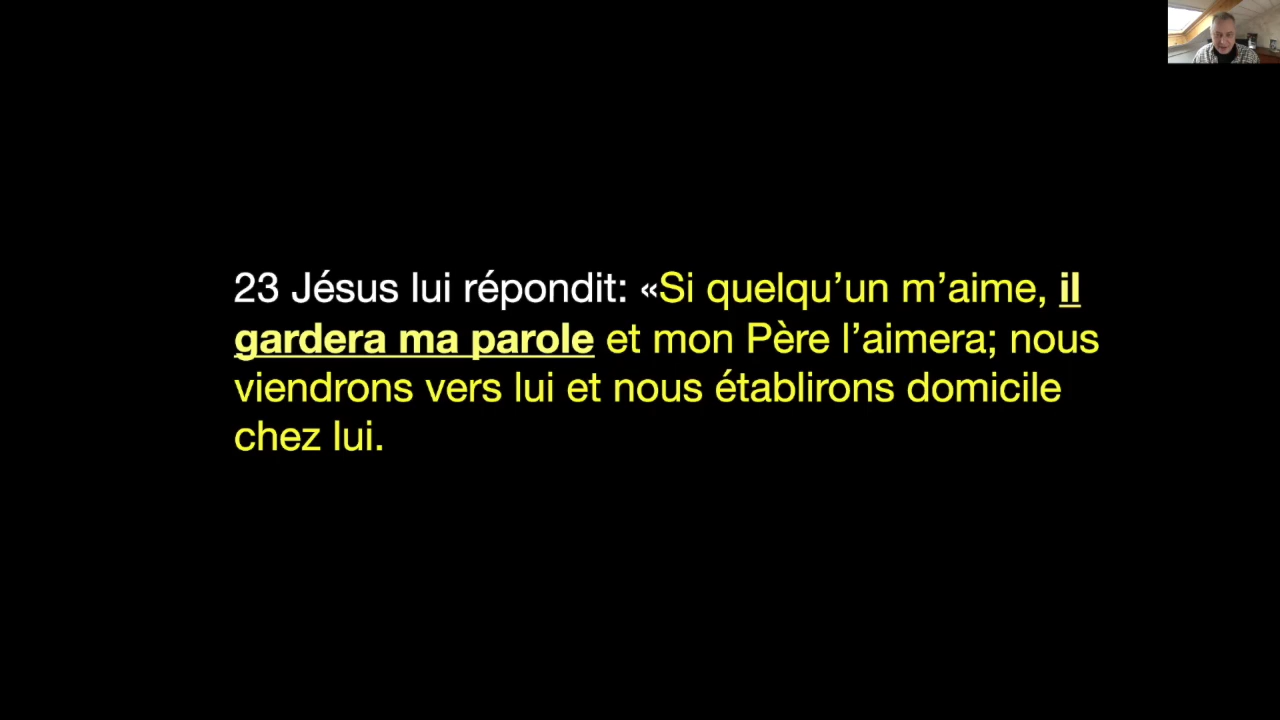 23 Jésus lui répondit: «Si quelqu’un m’aime, il
gardera ma parole et mon Père l’aimera; nous
viendrons vers lui et nous établirons domicile
chez lui.